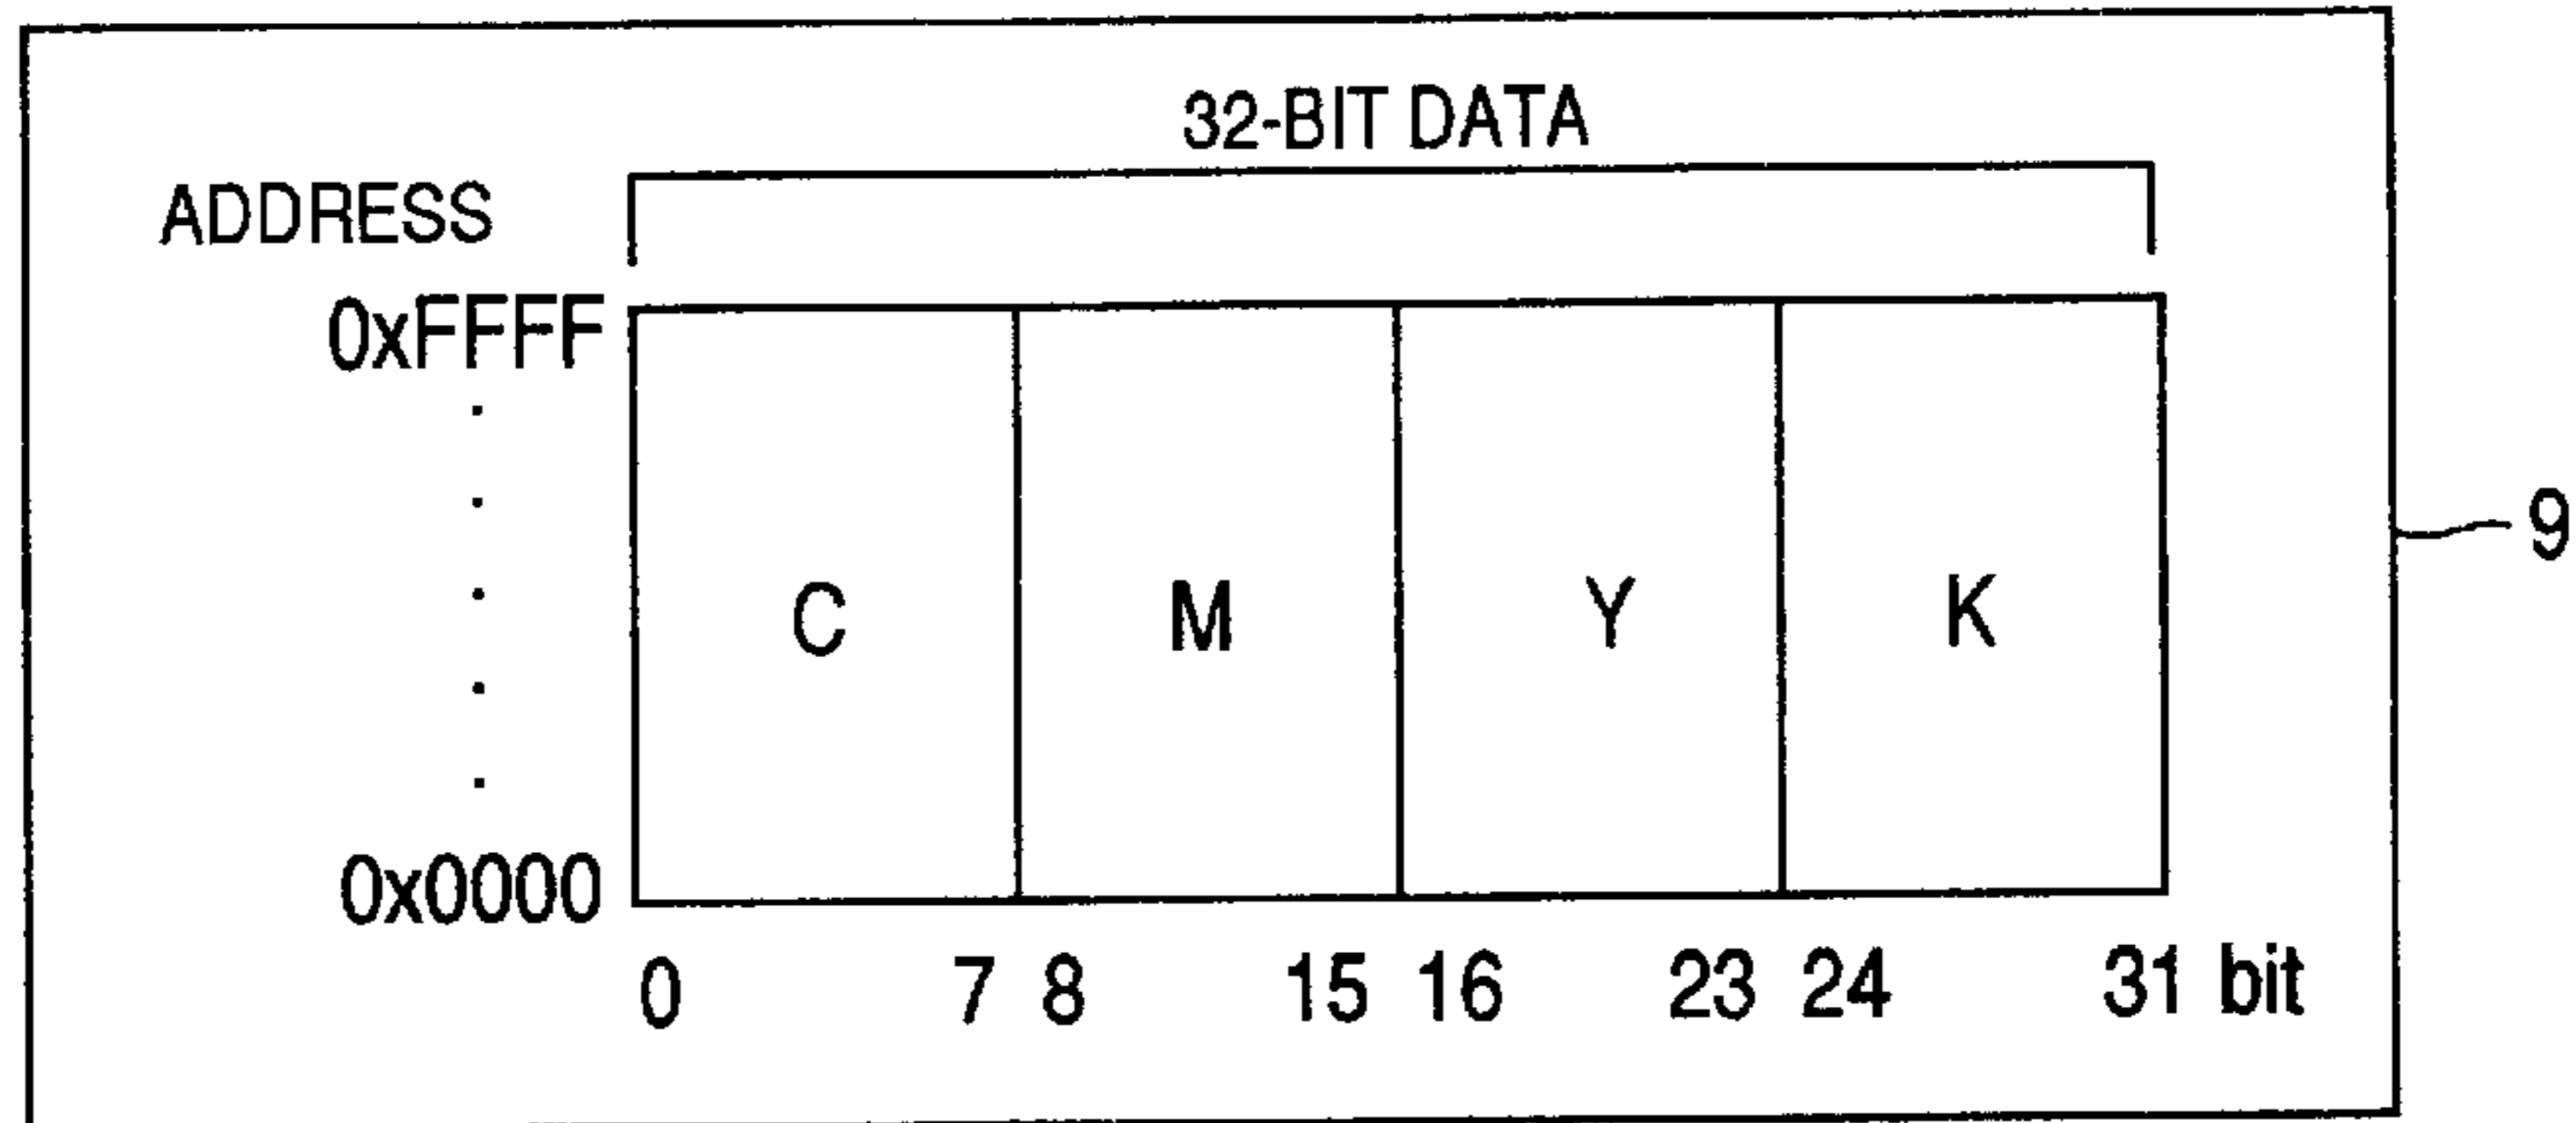 32-BIT DATA
ADDRESS
0xFFFF
C M Y K
9
0x0000
0 7 8 15 16 23 24 31 bit